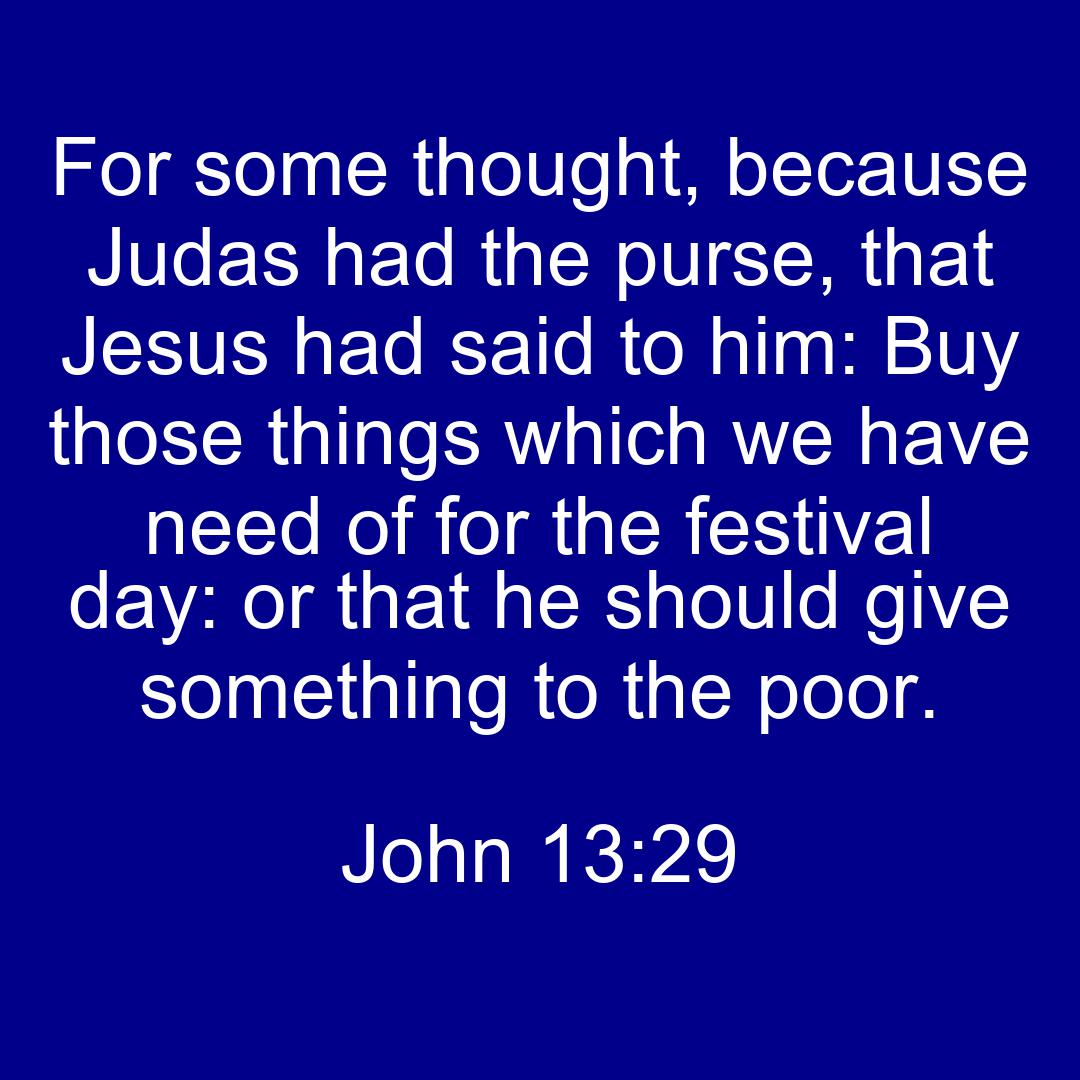 For some thought, because
Judas had the purse, that
Jesus had said to him: Buy
those things which we have
need of for the festival
day: or that he should give
something to the poor.
John 13:29